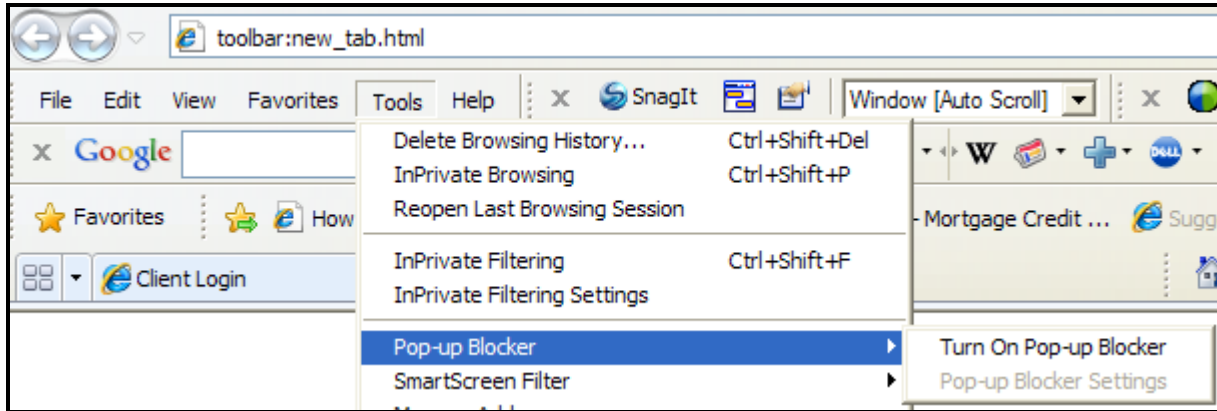 toolbar:new_tab.html
File Edit View Favorites Tools Help X SnagIt Window [Auto Scroll] X
X Google W DELL
Delete Browsing History... Ctrl+Shift+Del
InPrivate Browsing Ctrl+Shift+P
Reopen Last Browsing Session
Favorites How - Mortgage Credit ... Sugg
InPrivate Filtering Ctrl+Shift+F
Client Login
InPrivate Filtering Settings
Pop-up Blocker Turn On Pop-up Blocker
SmartScreen Filter Pop-up Blocker Settings